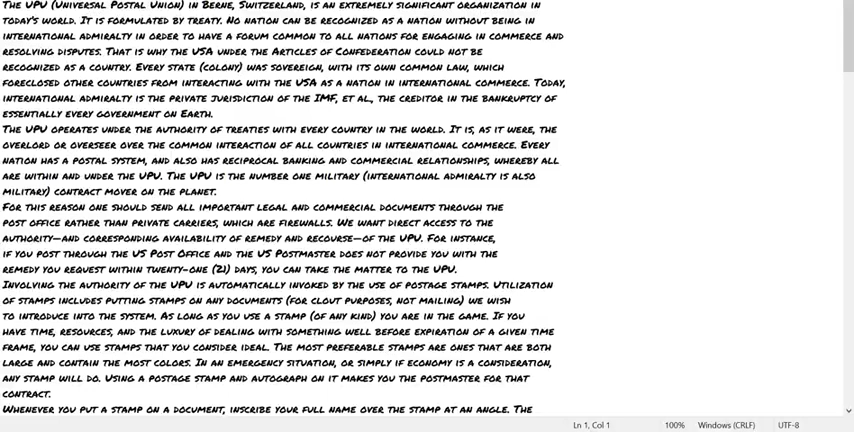 The UPU (Universal Postal Union) in Berne, Switzerland, is an extremely significant organization in
today's world. It is formulated by treaty. No nation can be recognized as a nation without being in
international admiralty in order to have a forum common to all nations for engaging in commerce and
resolving disputes. That is why the USA under the Articles of Confederation could not be
recognized as a country. Every state (colony) was sovereign, with its own common law, which
foreclosed other countries from interacting with the USA as a nation in international commerce. Today,
international admiralty is the private jurisdiction of the IMF, et al., the creditor in the bankruptcy of
essentially every government on Earth.
The UPU operates under the authority of treaties with every country in the world. It is, as it were, the
overlord or overseer over the common interaction of all countries in international commerce. Every
nation has a postal system, and also has reciprocal banking and commercial relationships, whereby all
are within and under the UPU. The UPU is the number one military (international admiralty is also
military) contract mover on the planet.
For this reason one should send all important legal and commercial documents through the
post office rather than private carriers, which are firewalls. We want direct access to the
authority—and corresponding availability of remedy and recourse—of the UPU. For instance,
if you post through the US Post Office and the US Postmaster does not provide you with the
remedy you request within twenty-one (21) days, you can take the matter to the UPU.
Involving the authority of the UPU is automatically invoked by the use of postage stamps. Utilization
of stamps includes putting stamps on any documents (for clout purposes, not mailing) we wish
to introduce into the system. As long as you use a stamp (of any kind) you are in the game. If you
have time, resources, and the luxury of dealing with something well before expiration of a given time
frame, you can use stamps that you consider ideal. The most preferable stamps are ones that are both
large and contain the most colors. In an emergency situation, or simply if economy is a consideration,
any stamp will do. Using a postage stamp and autograph on it makes you the postmaster for that
contract.
Whenever you put a stamp on a document, inscribe your full name over the stamp at an angle. The
Ln 1, Col 1
100%
Windows (CRLF)
UTF-8